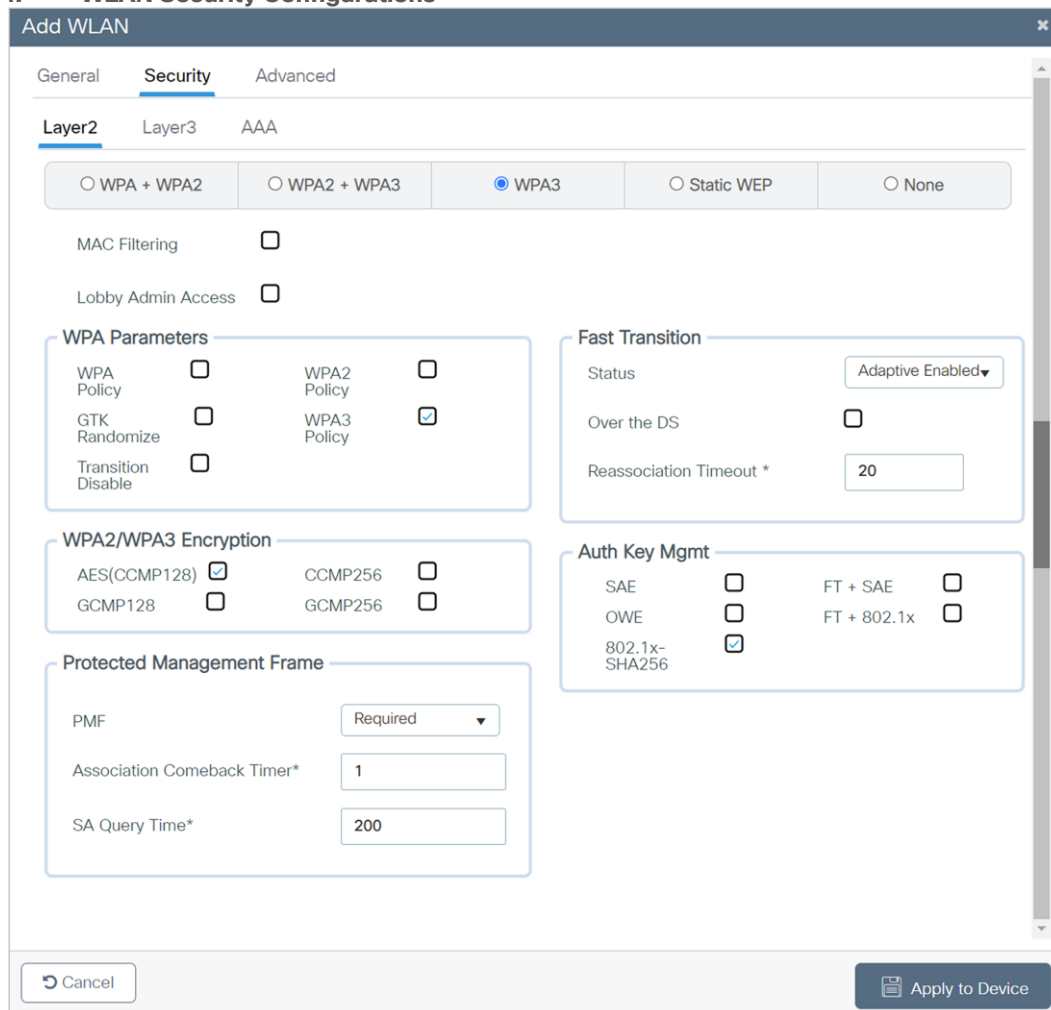 WLAN Security Configurations
Add WLAN
General Security Advanced
Layer2 Layer3 AAA
WPA + WPA2 WPA2 + WPA3 WPA3 Static WEP None
MAC Filtering
Lobby Admin Access
WPA Parameters
WPA Policy
WPA2 Policy
GTK Randomize
WPA3 Policy
Transition Disable
Fast Transition
Status Adaptive Enabled
Over the DS
Reassociation Timeout * 20
WPA2/WPA3 Encryption
AES(CCMP128) CCMP256
GCMP128 GCMP256
Auth Key Mgmt
SAE FT + SAE
OWE FT + 802.1x
802.1x-
SHA256
Protected Management Frame
PMF Required
Association Comeback Timer* 1
SA Query Time* 200
Cancel Apply to Device